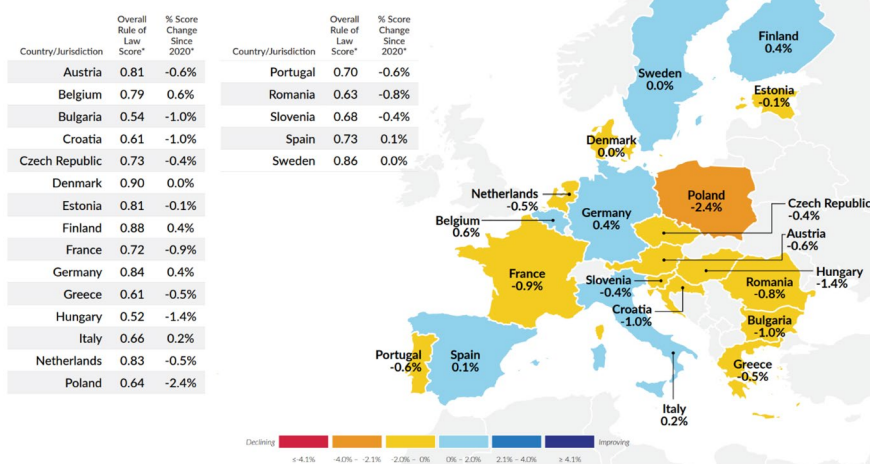 Overall
Rule of
Law
Score*
% Score
Change
Since
2020*
Country/Jurisdiction
Austria 0.81 -0.6%
Belgium 0.79 0.6%
Bulgaria 0.54 -1.0%
Croatia 0.61 -1.0%
Czech Republic 0.73 -0.4%
Denmark 0.90 0.0%
Estonia 0.81 -0.1%
Finland 0.88 0.4%
France 0.72 -0.9%
Germany 0.84 0.4%
Greece 0.61 -0.5%
Hungary 0.52 -1.4%
Italy 0.66 0.2%
Netherlands 0.83 -0.5%
Poland 0.64 -2.4%
Overall
Rule of
Law
Score*
% Score
Change
Since
2020*
Country/Jurisdiction
Portugal 0.70 -0.6%
Romania 0.63 -0.8%
Slovenia 0.68 -0.4%
Spain 0.73 0.1%
Sweden 0.86 0.0%
Finland
0.4%
Sweden
0.0%
Estonia
-0.1%
Denmark
0.0%
Netherlands
-0.5%
Poland
-2.4%
Czech Republic
-0.4%
Belgium
0.6%
Germany
0.4%
Austria
-0.6%
France
-0.9%
Slovenia
-0.4%
Hungary
-1.4%
Romania
-0.8%
Croatia
-1.0%
Bulgaria
-1.0%
Portugal
-0.6%
Spain
0.1%
Greece
-0.5%
Italy
0.2%
Declining
Improving
≤ -4.1% -4.0% - -2.1% -2.0% - 0% 0% - 2.0% 2.1% - 4.0% ≥ 4.1%